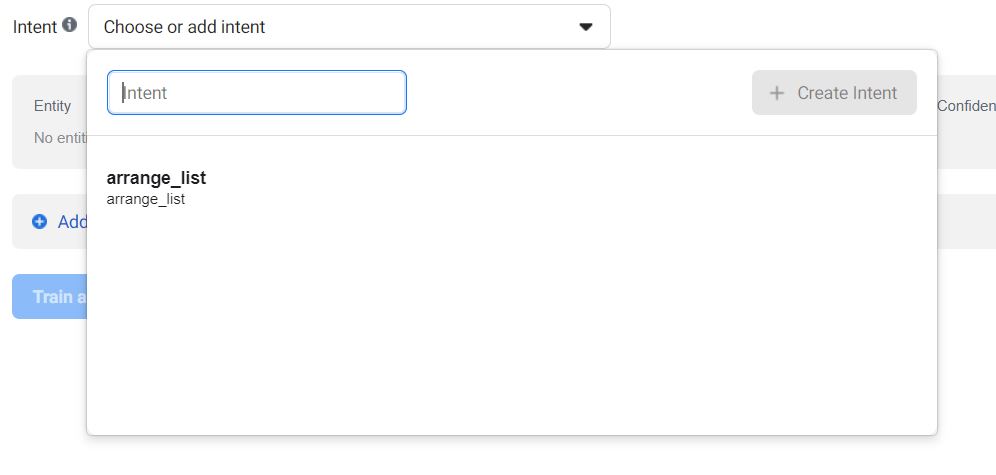 Intent
Choose or add intent
Intent
+ Create Intent
Entity
Confiden
No entiti
arrange_list
arrange_list
Add
Train a